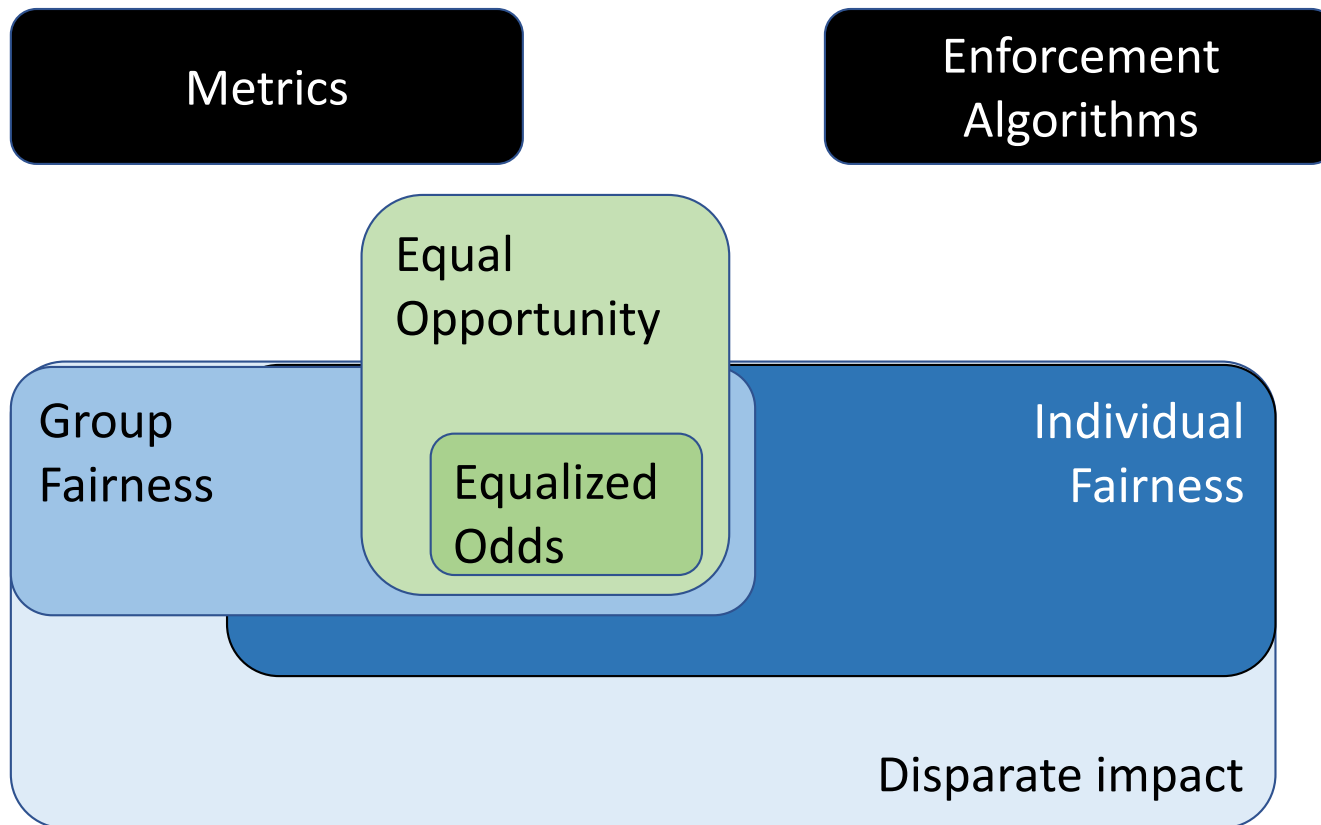 Metrics
Enforcement
Algorithms
Equal
Opportunity
Group
Fairness
Equalized
Odds
Individual
Fairness
Disparate impact